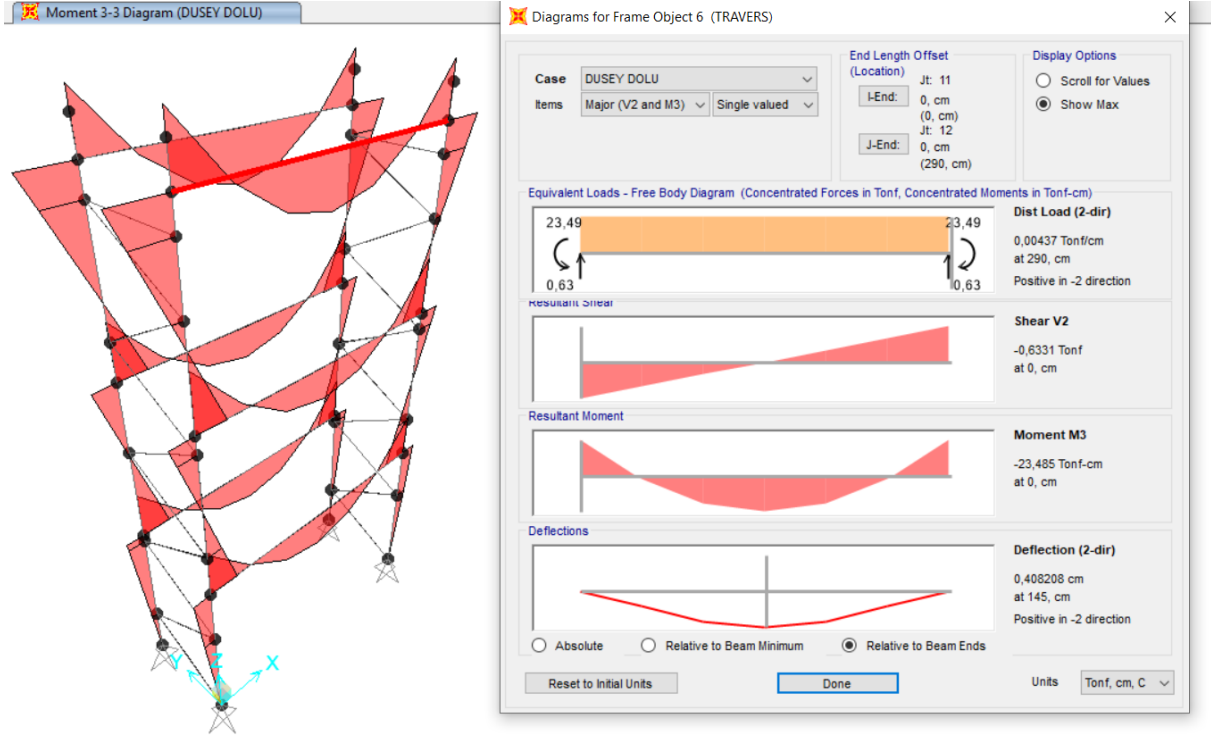 Moment 3-3 Diagram (DUSEY DOLU)
Y
Z
X
Diagrams for Frame Object 6 (TRAVERS)
Case
DUSEY DOLU
Items
Major (V2 and M3)
Single valued
End Length Offset
(Location)
Jt: 11
I-End:
0, cm
(0, cm)
Jt: 12
J-End:
0, cm
(290, cm)
Display Options
Scroll for Values
Show Max
Equivalent Loads - Free Body Diagram (Concentrated Forces in Tonf, Concentrated Moments in Tonf-cm)
23,49
23,49
0,63
0,63
Dist Load (2-dir)
0,00437 Tonf/cm
at 290, cm
Positive in -2 direction
Resultant Shear
Shear V2
-0,6331 Tonf
at 0, cm
Resultant Moment
Moment M3
-23,485 Tonf-cm
at 0, cm
Deflections
Deflection (2-dir)
0,408208 cm
at 145, cm
Positive in -2 direction
Absolute
Relative to Beam Minimum
Relative to Beam Ends
Reset to Initial Units
Done
Units
Tonf, cm, C